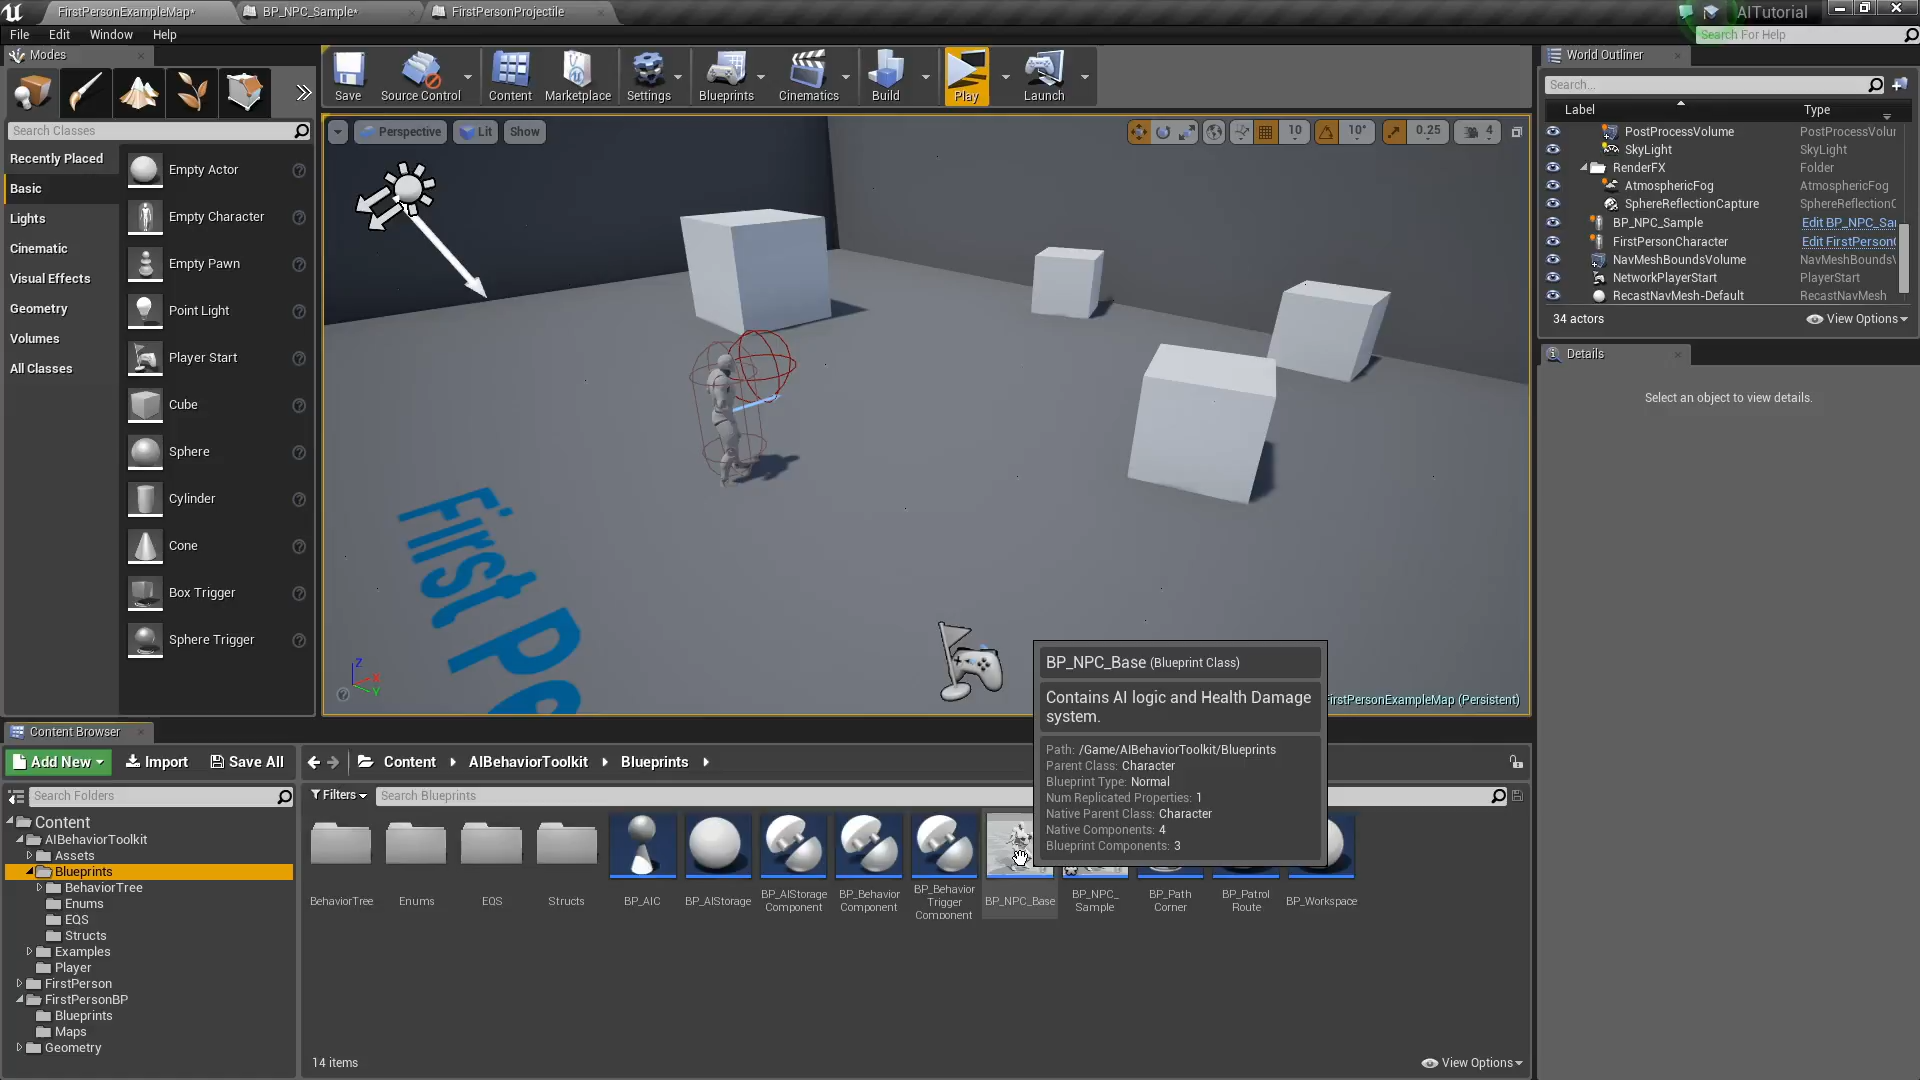 FirstPersonExampleMap*
BP_NPC_Sample*
FirstPersonProjectile
AITutorial
File Edit Window Help
Search For Help
Modes
Save
Source Control
Content
Marketplace
Settings
Blueprints
Cinematics
Build
Play
Launch
Search Classes
Recently Placed
Basic
Lights
Cinematic
Visual Effects
Geometry
Volumes
All Classes
Empty Actor
Empty Character
Empty Pawn
Point Light
Player Start
Cube
Sphere
Cylinder
Cone
Box Trigger
Sphere Trigger
Perspective
Lit
Show
10
10°
0.25
4
First Pe
Z
X
Y
FirstPersonExampleMap (Persistent)
World Outliner
Search...
Label Type
PostProcessVolume PostProcessVolur
SkyLight SkyLight
RenderFX Folder
AtmosphericFog AtmosphericFog
SphereReflectionCapture SphereReflectionC
BP_NPC_Sample Edit BP_NPC_Sar
FirstPersonCharacter Edit FirstPersonC
NavMeshBoundsVolume NavMeshBoundsV
NetworkPlayerStart PlayerStart
RecastNavMesh-Default RecastNavMesh
34 actors
View Options
Details
Select an object to view details.
BP_NPC_Base (Blueprint Class)
Contains AI logic and Health Damage
system.
Path: /Game/AIBehaviorToolkit/Blueprints
Parent Class: Character
Blueprint Type: Normal
Num Replicated Properties: 1
Native Parent Class: Character
Native Components: 4
Blueprint Components: 3
Content Browser
Add New
Import
Save All
Content
AIBehaviorToolkit
Blueprints
Search Folders
Content
AIBehaviorToolkit
Assets
Blueprints
BehaviorTree
Enums
EQS
Structs
Examples
Player
FirstPerson
FirstPersonBP
Blueprints
Maps
Geometry
Filters
Search Blueprints
BehaviorTree
Enums
EQS
Structs
BP_AIC
BP_AIStorage
BP_AIStorage
Component
BP_Behavior
Component
BP_Behavior
Trigger
Component
BP_NPC_Base
BP_NPC_
Sample
BP_Path
Corner
BP_Patrol
Route
BP_Workspace
14 items
View Options